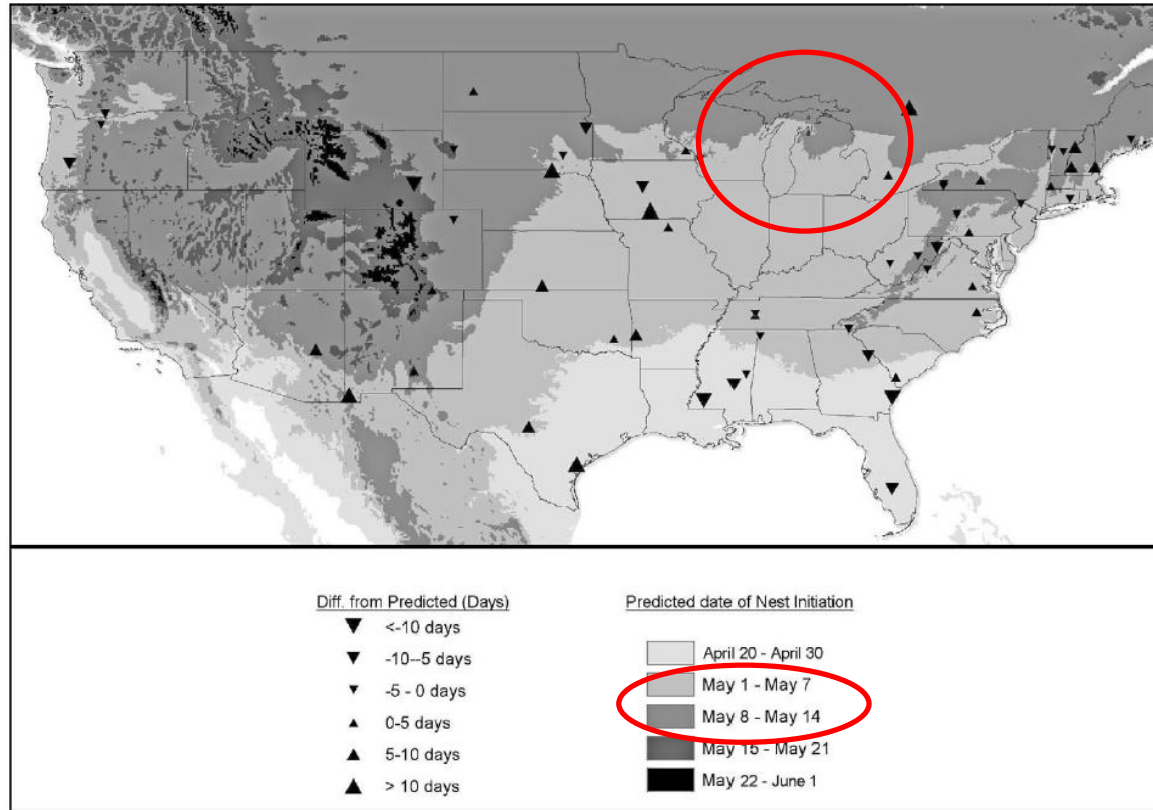 Diff. from Predicted (Days)
<-10 days
-10--5 days
-5 - 0 days
0-5 days
5-10 days
> 10 days
Predicted date of Nest Initiation
April 20 - April 30
May 1 - May 7
May 8 - May 14
May 15 - May 21
May 22 - June 1